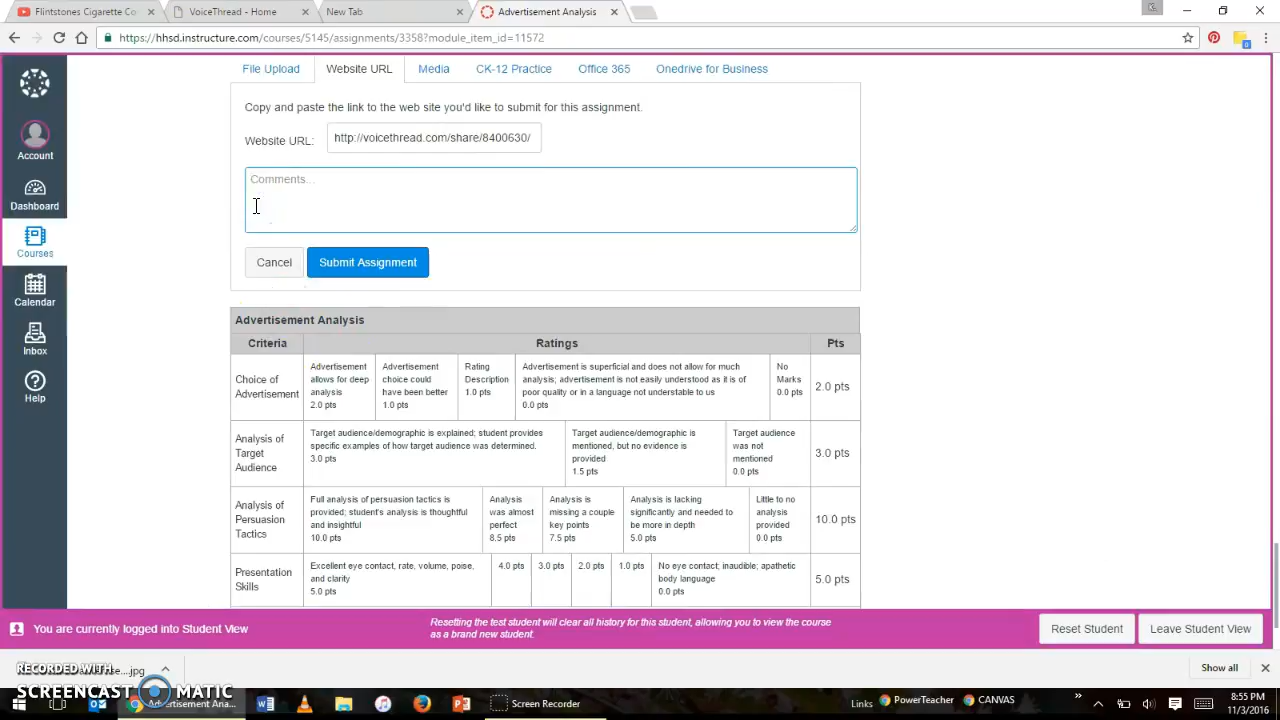 Flintstones Cigarette Co
VoiceThread - Home
New Tab
Advertisement Analysis
https://hhsd.instructure.com/courses/5145/assignments/3358?module_item_id=11572
File Upload
Website URL
Media
CK-12 Practice
Office 365
Onedrive for Business
Copy and paste the link to the web site you'd like to submit for this assignment.
Website URL:
http://voicethread.com/share/8400630/
Comments...
Cancel
Submit Assignment
Account
Dashboard
Courses
Calendar
Inbox
Help
Advertisement Analysis
Criteria
Ratings
Pts
Choice of
Advertisement
Advertisement
allows for deep
analysis
2.0 pts
Advertisement
choice could
have been better
1.0 pts
Rating
Description
1.0 pts
Advertisement is superficial and does not allow for much
analysis; advertisement is not easily understood as it is of
poor quality or in a language not understable to us
0.0 pts
No
Marks
0.0 pts
2.0 pts
Analysis of
Target
Audience
Target audience/demographic is explained; student provides
specific examples of how target audience was determined.
3.0 pts
Target audience/demographic is
mentioned, but no evidence is
provided
1.5 pts
Target audience
was not
mentioned
0.0 pts
3.0 pts
Analysis of
Persuasion
Tactics
Full analysis of persuasion tactics is
provided; student's analysis is thoughtful
and insightful
10.0 pts
Analysis
was almost
perfect
8.5 pts
Analysis is
missing a couple
key points
7.5 pts
Analysis is lacking
significantly and needed to
be more in depth
5.0 pts
Little to no
analysis
provided
0.0 pts
10.0 pts
Presentation
Skills
Excellent eye contact, rate, volume, poise,
and clarity
5.0 pts
4.0 pts
3.0 pts
2.0 pts
1.0 pts
No eye contact; inaudible; apathetic
body language
0.0 pts
5.0 pts
You are currently logged into Student View
Resetting the test student will clear all history for this student, allowing you to view the course
as a brand new student.
Reset Student
Leave Student View
RECORDED WITH
.jpg
Show all
SCREENCAST MATIC
Advertisement Ana...
Screen Recorder
Links
PowerTeacher
CANVAS
8:55 PM
11/3/2016